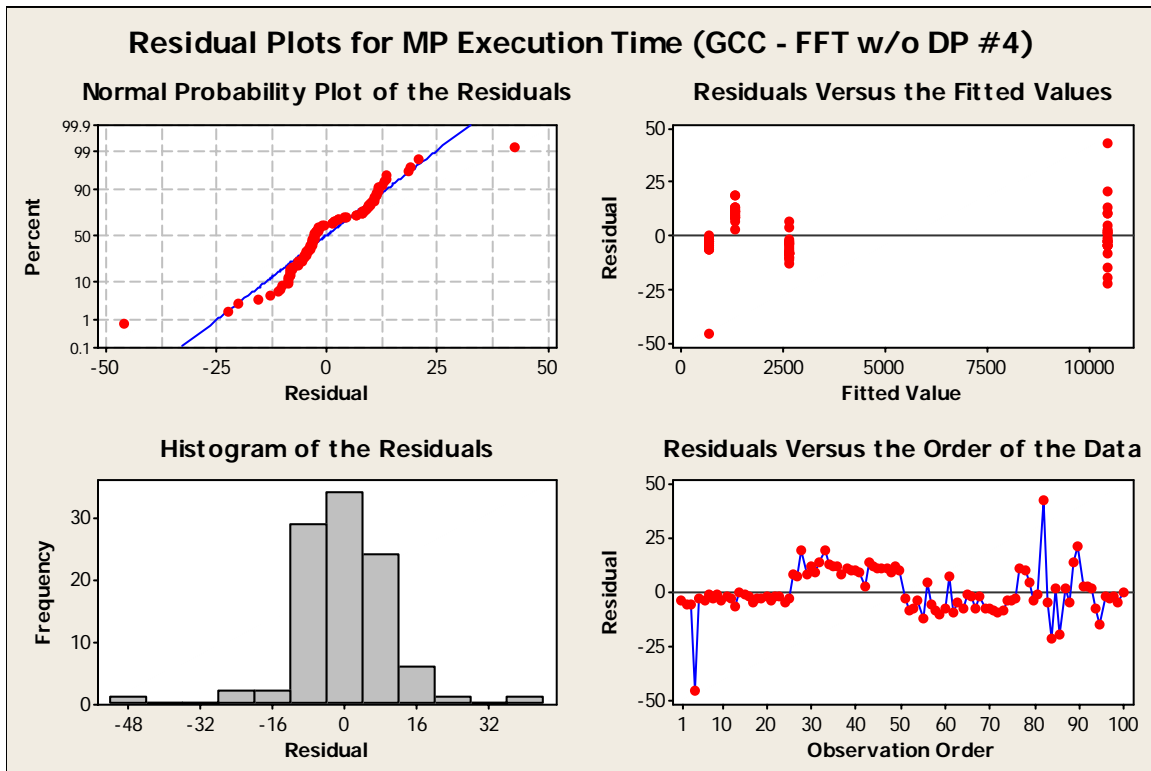 Residual Plots for MP Execution Time (GCC - FFT w/o DP #4)
Normal Probability Plot of the Residuals
99.9
99
90
50
10
1
0.1
Percent
-50 -25 0 25 50
Residual
Residuals Versus the Fitted Values
50
25
0
-25
-50
Residual
0 2500 5000 7500 10000
Fitted Value
Histogram of the Residuals
30
20
10
0
Frequency
-48 -32 -16 0 16 32
Residual
Residuals Versus the Order of the Data
50
25
0
-25
-50
Residual
1 10 20 30 40 50 60 70 80 90 100
Observation Order